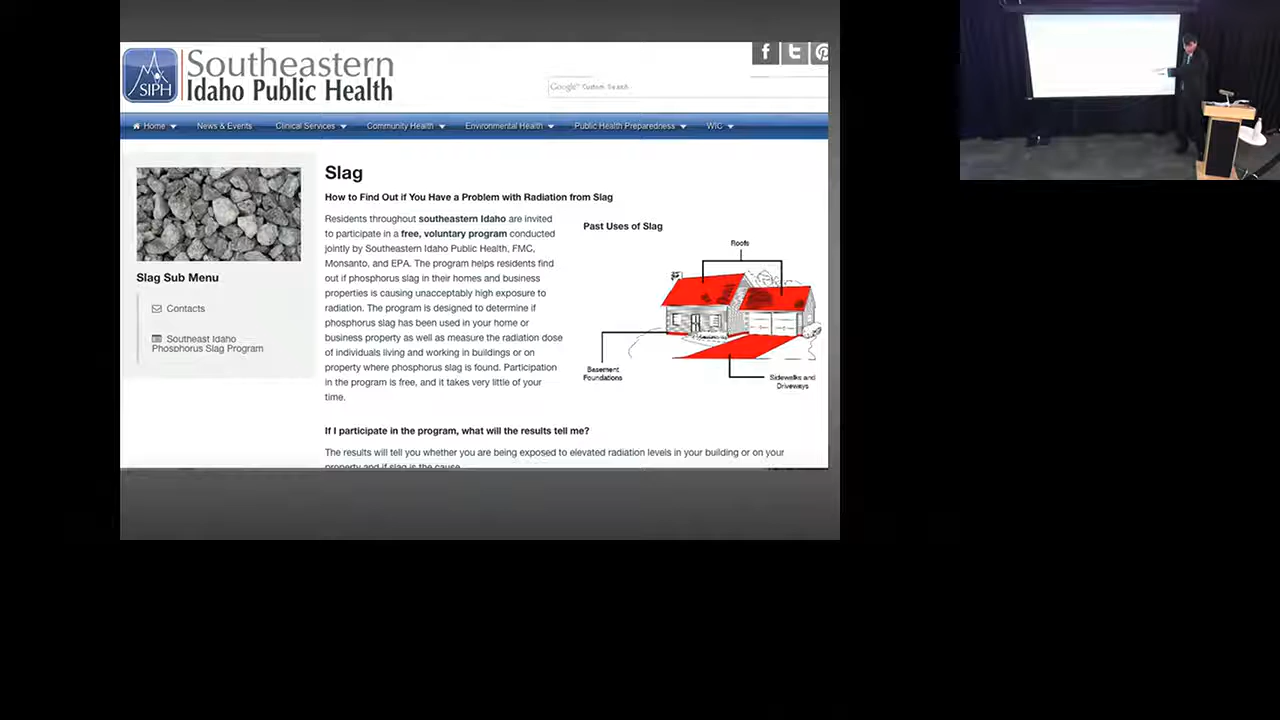 Southeastern
Idaho Public Health
SIPH
Google™ Custom Search
Home
News & Events
Clinical Services
Community Health
Environmental Health
Public Health Preparedness
WIC
Slag Sub Menu
Contacts
Southeast Idaho
Phosphorus Slag Program
Slag
How to Find Out if You Have a Problem with Radiation from Slag
Residents throughout southeastern Idaho are invited
to participate in a free, voluntary program conducted
jointly by Southeastern Idaho Public Health, FMC,
Monsanto, and EPA. The program helps residents find
out if phosphorus slag in their homes and business
properties is causing unacceptably high exposure to
radiation. The program is designed to determine if
phosphorus slag has been used in your home or
business property as well as measure the radiation dose
of individuals living and working in buildings or on
property where phosphorus slag is found. Participation
in the program is free, and it takes very little of your
time.
Past Uses of Slag
Roofs
Basement
Foundations
Sidewalks and
Driveways
If I participate in the program, what will the results tell me?
The results will tell you whether you are being exposed to elevated radiation levels in your building or on your
property and if slag is the cause.